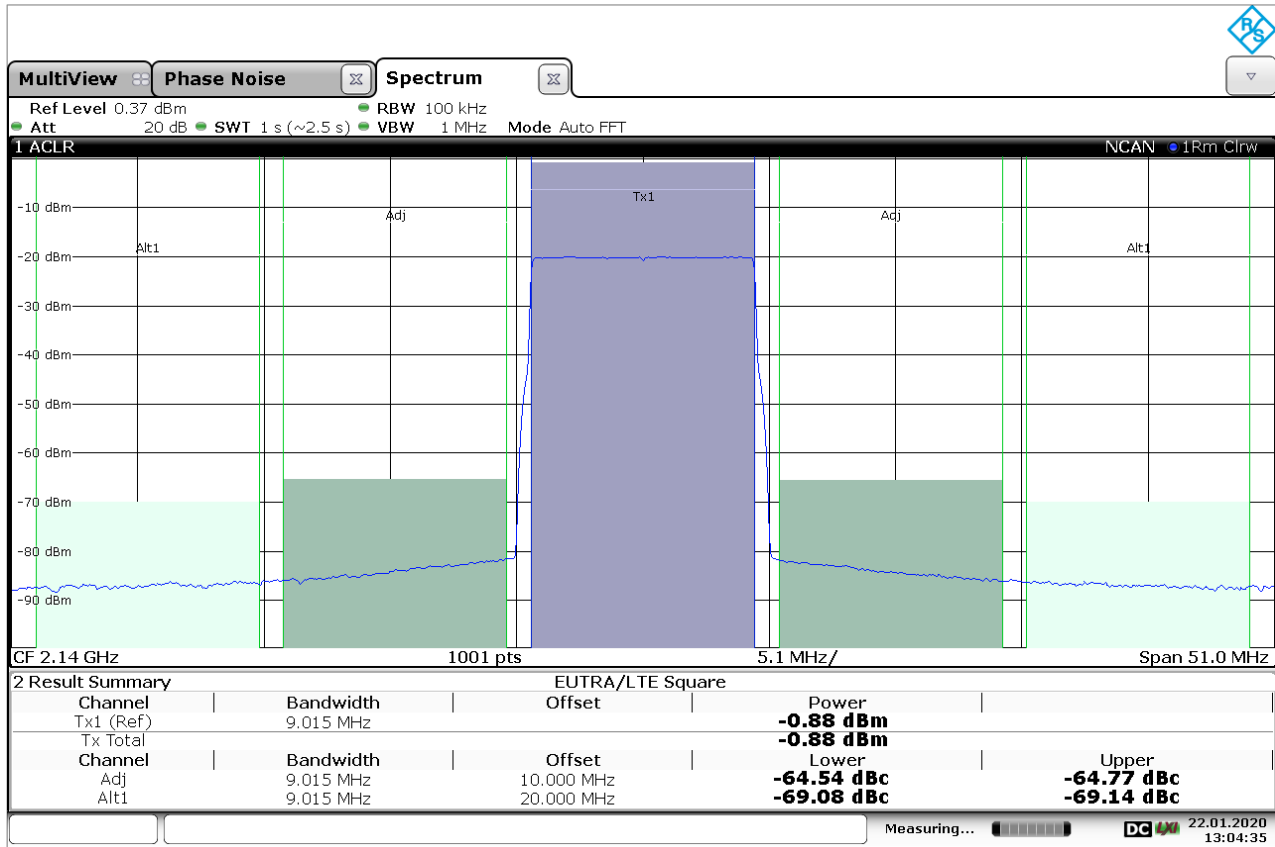 R/S
MultiView Phase Noise Spectrum
Ref Level 0.37 dBm RBW 100 kHz
Att 20 dB SWT 1 s (~2.5 s) VBW 1 MHz Mode Auto FFT
1 ACLR NCAN 1Rm Clrw
Tx1
-10 dBm
Adj Adj
Alt1 Alt1
-20 dBm
-30 dBm
-40 dBm
-50 dBm
-60 dBm
-70 dBm
-80 dBm
-90 dBm
CF 2.14 GHz 1001 pts 5.1 MHz/ Span 51.0 MHz
2 Result Summary EUTRA/LTE Square
Channel Bandwidth Offset Power
Tx1 (Ref) 9.015 MHz -0.88 dBm
Tx Total -0.88 dBm
Channel Bandwidth Offset Lower Upper
Adj 9.015 MHz 10.000 MHz -64.54 dBc -64.77 dBc
Alt1 9.015 MHz 20.000 MHz -69.08 dBc -69.14 dBc
Measuring... DC LXI 22.01.2020
13:04:35